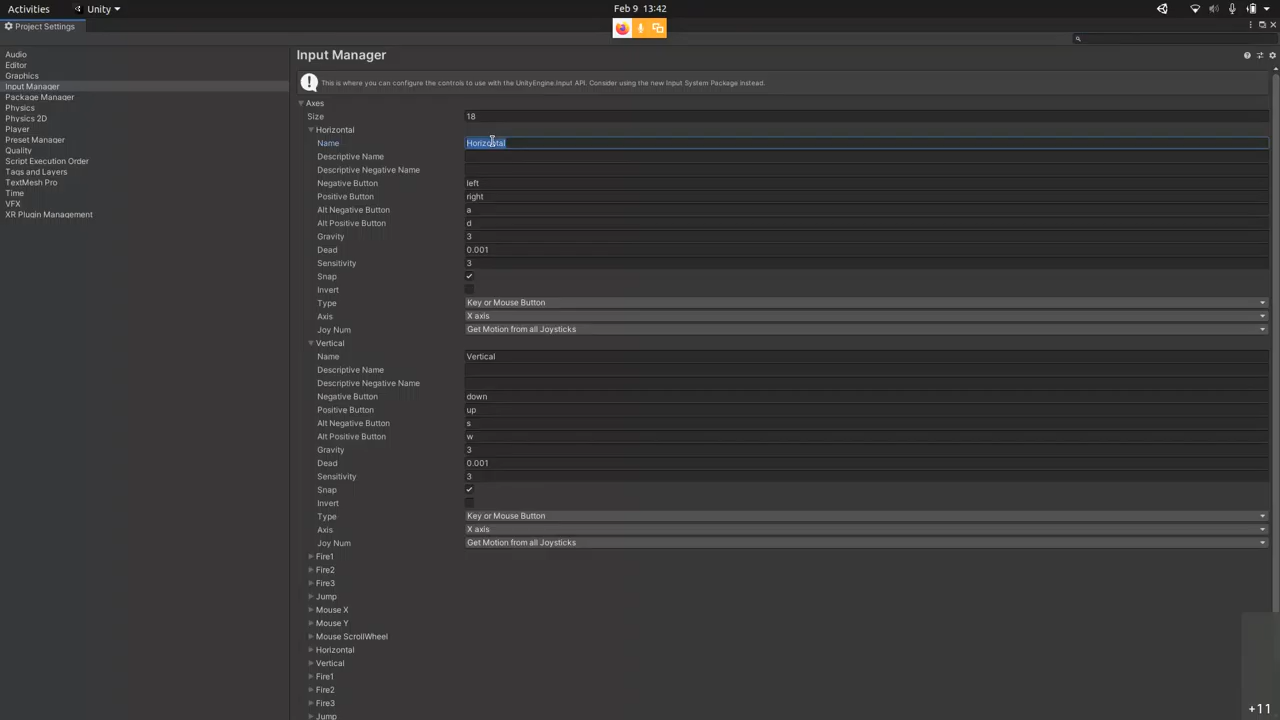 Activities Unity Feb 9 13:42
Project Settings
Audio
Editor
Graphics
Input Manager
Package Manager
Physics
Physics 2D
Player
Preset Manager
Quality
Script Execution Order
Tags and Layers
TextMesh Pro
Time
VFX
XR Plugin Management
Input Manager
This is where you can configure the controls to use with the UnityEngine.Input API. Consider using the new Input System Package instead.
Axes
Size 18
Horizontal
Name Horizontal
Descriptive Name
Descriptive Negative Name
Negative Button left
Positive Button right
Alt Negative Button a
Alt Positive Button d
Gravity 3
Dead 0.001
Sensitivity 3
Snap
Invert
Type Key or Mouse Button
Axis X axis
Joy Num Get Motion from all Joysticks
Vertical
Name Vertical
Descriptive Name
Descriptive Negative Name
Negative Button down
Positive Button up
Alt Negative Button s
Alt Positive Button w
Gravity 3
Dead 0.001
Sensitivity 3
Snap
Invert
Type Key or Mouse Button
Axis X axis
Joy Num Get Motion from all Joysticks
Fire1
Fire2
Fire3
Jump
Mouse X
Mouse Y
Mouse ScrollWheel
Horizontal
Vertical
Fire1
Fire2
Fire3
Jump
+11